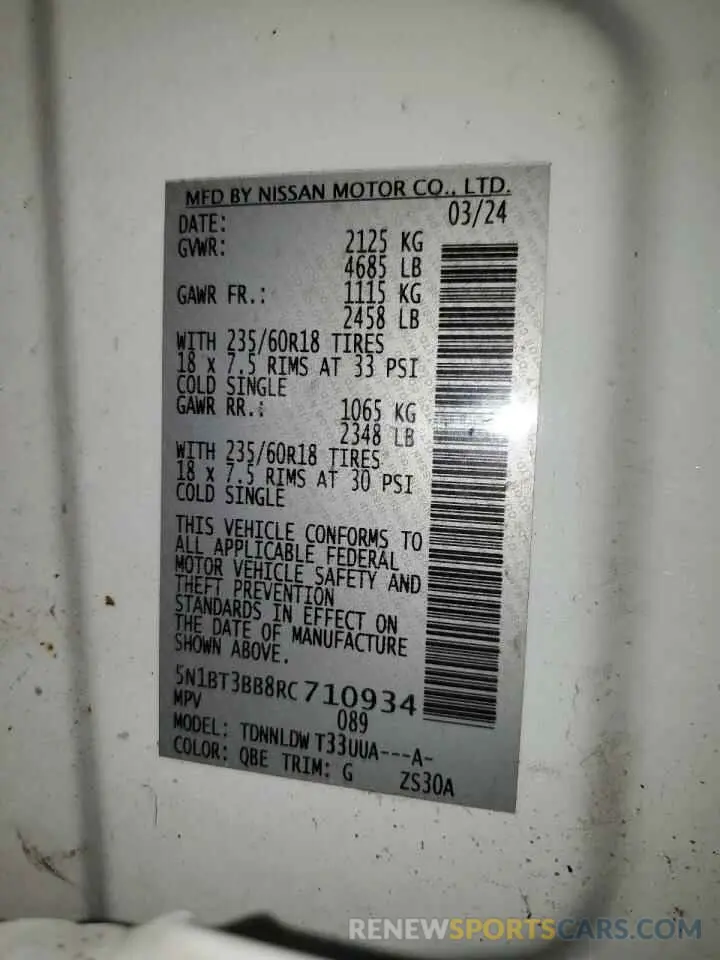 MFD BY NISSAN MOTOR CO., LTD.
DATE: 03/24
GVWR: 2125 KG
4685 LB
GAWR FR.: 1115 KG
2458 LB
WITH 235/60R18 TIRES
18 x 7.5 RIMS AT 33 PSI
COLD SINGLE
GAWR RR.: 1065 KG
2348 LB
WITH 235/60R18 TIRES
18 x 7.5 RIMS AT 30 PSI
COLD SINGLE
THIS VEHICLE CONFORMS TO
ALL APPLICABLE FEDERAL
MOTOR VEHICLE SAFETY AND
THEFT PREVENTION
STANDARDS IN EFFECT ON
THE DATE OF MANUFACTURE
SHOWN ABOVE.
5N1BT3BB8RC710934
MPV 089
MODEL: TDNNLDW T33UUA---A-
COLOR: QBE TRIM: G ZS30A
RENEWSPORTSCARS.COM